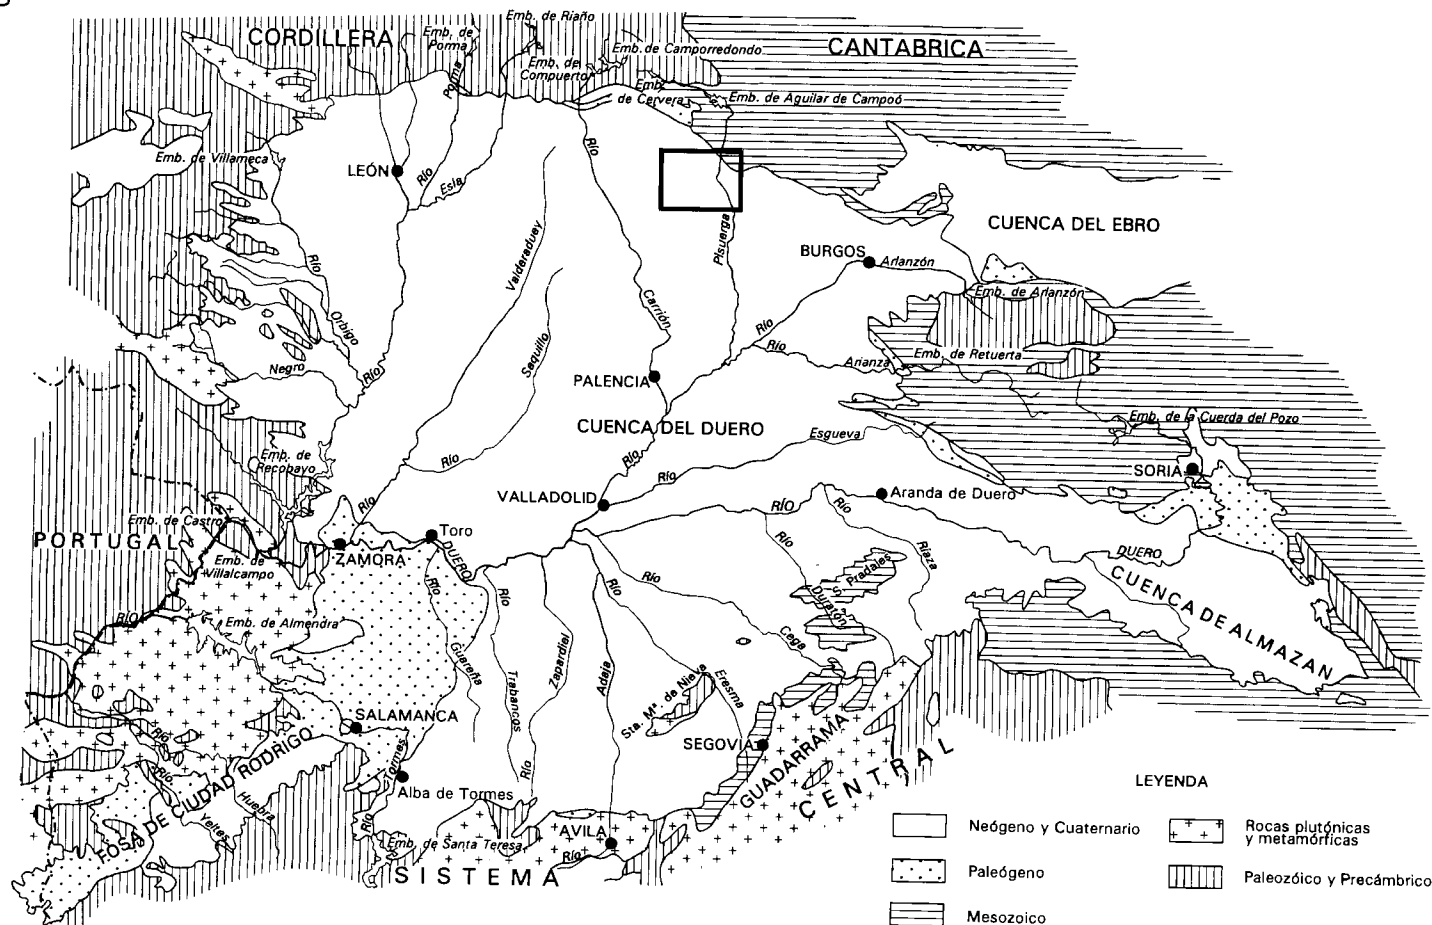 CORDILLERA
CANTABRICA
Emb. de Riaño
Emb. de
Porma
Emb. de Camporredondo
Emb. de
Compuerto
Porma
Emb.
de Cervera
Emb. de Aguilar de Campoó
Emb. de Villameca
LEÓN
Río
Esla
Río
Río
Valderaduey
Pisuerga
CUENCA DEL EBRO
BURGOS
Arlanzón
Emb. de Arlanzón
Río
Orbigo
Carrión
Río
Río
Arlanza
Emb. de Retuerta
Saquillo
Negro
Río
PALENCIA
CUENCA DEL DUERO
Esgueva
Emb. de la Cuerda del Pozo
SORIA
Emb. de
Recobayo
Río
Río
Río
VALLADOLID
Aranda de Duero
RÍO
Río
Río
Emb. de Castro
PORTUGAL
Toro
ZAMORA
DUERO
Emb. de
Villalcampo
Río
Riaza
DUERO
CUENCA DE ALMAZAN
S. Pradales
Duratón
Río
Río
Río
Río
RÍO
Emb. de Almendra
Guareña
Trabancos
Zapardiel
Adaja
Cega
Eresma
Sta. Mª. de Nieva
SALAMANCA
SEGOVIA
GUADARRAMA
CENTRAL
Río
Río
FOSA DE CIUDAD RODRIGO
Huebra
Yeltes
Tormes
Alba de Tormes
Río
Río
Emb. de Santa Teresa
AVILA
Río
SISTEMA
LEYENDA
Neógeno y Cuaternario
Rocas plutónicas
y metamórficas
Paleógeno
Paleozóico y Precámbrico
Mesozoico